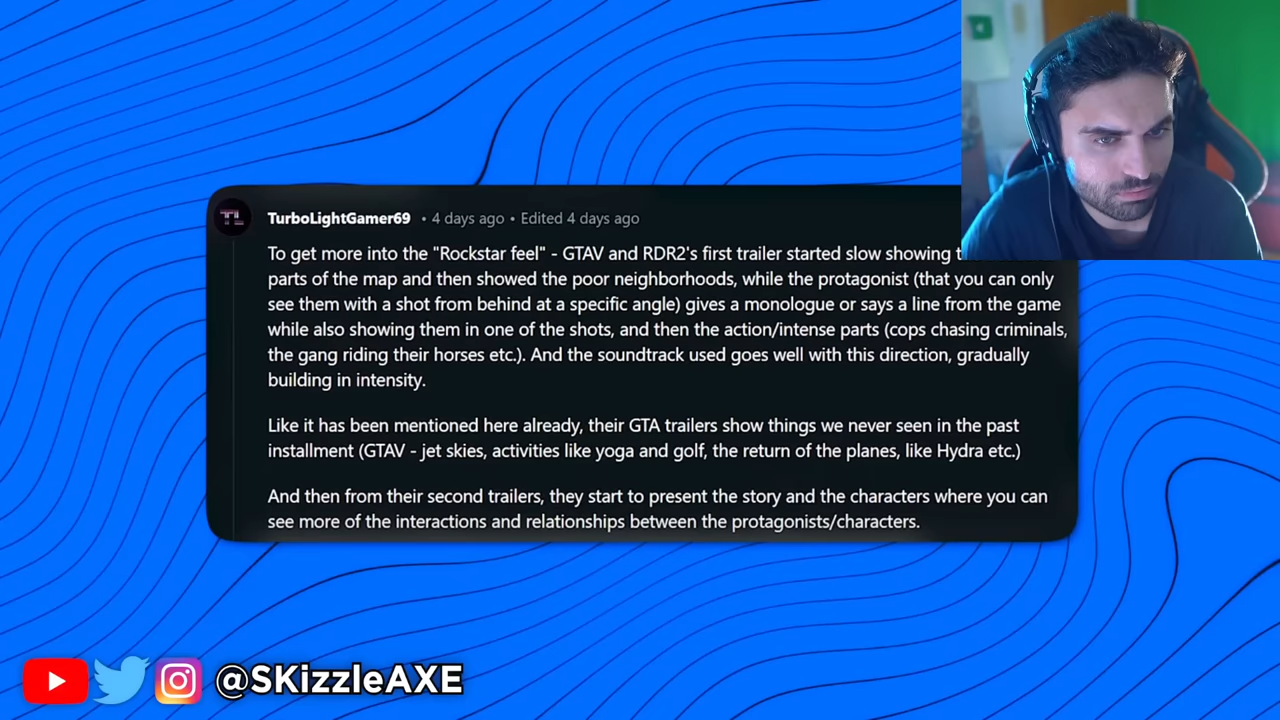 TL
TurboLightGamer69 • 4 days ago • Edited 4 days ago
To get more into the "Rockstar feel" - GTAV and RDR2's first trailer started slow showing
parts of the map and then showed the poor neighborhoods, while the protagonist (that you can only
see them with a shot from behind at a specific angle) gives a monologue or says a line from the game
while also showing them in one of the shots, and then the action/intense parts (cops chasing criminals,
the gang riding their horses etc.). And the soundtrack used goes well with this direction, gradually
building in intensity.
Like it has been mentioned here already, their GTA trailers show things we never seen in the past
installment (GTAV - jet skies, activities like yoga and golf, the return of the planes, like Hydra etc.)
And then from their second trailers, they start to present the story and the characters where you can
see more of the interactions and relationships between the protagonists/characters.
@SKizzleAXE